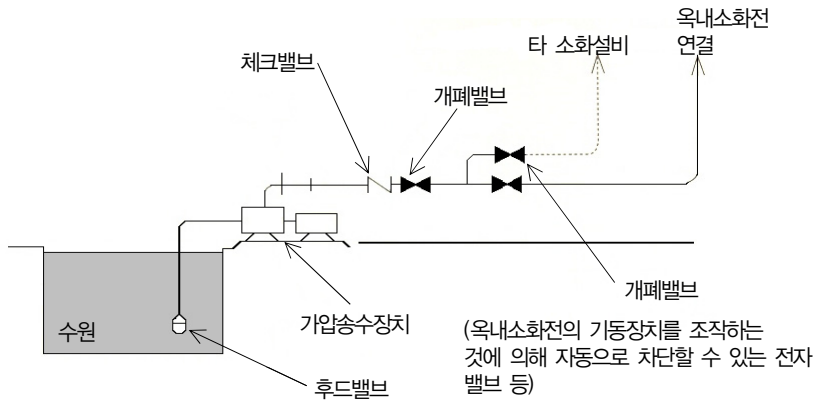 옥내소화전
연결
타 소화설비
체크밸브
개폐밸브
개폐밸브
수원
가압송수장치
후드밸브
(옥내소화전의 기동장치를 조작하는
것에 의해 자동으로 차단할 수 있는 전자
밸브 등)